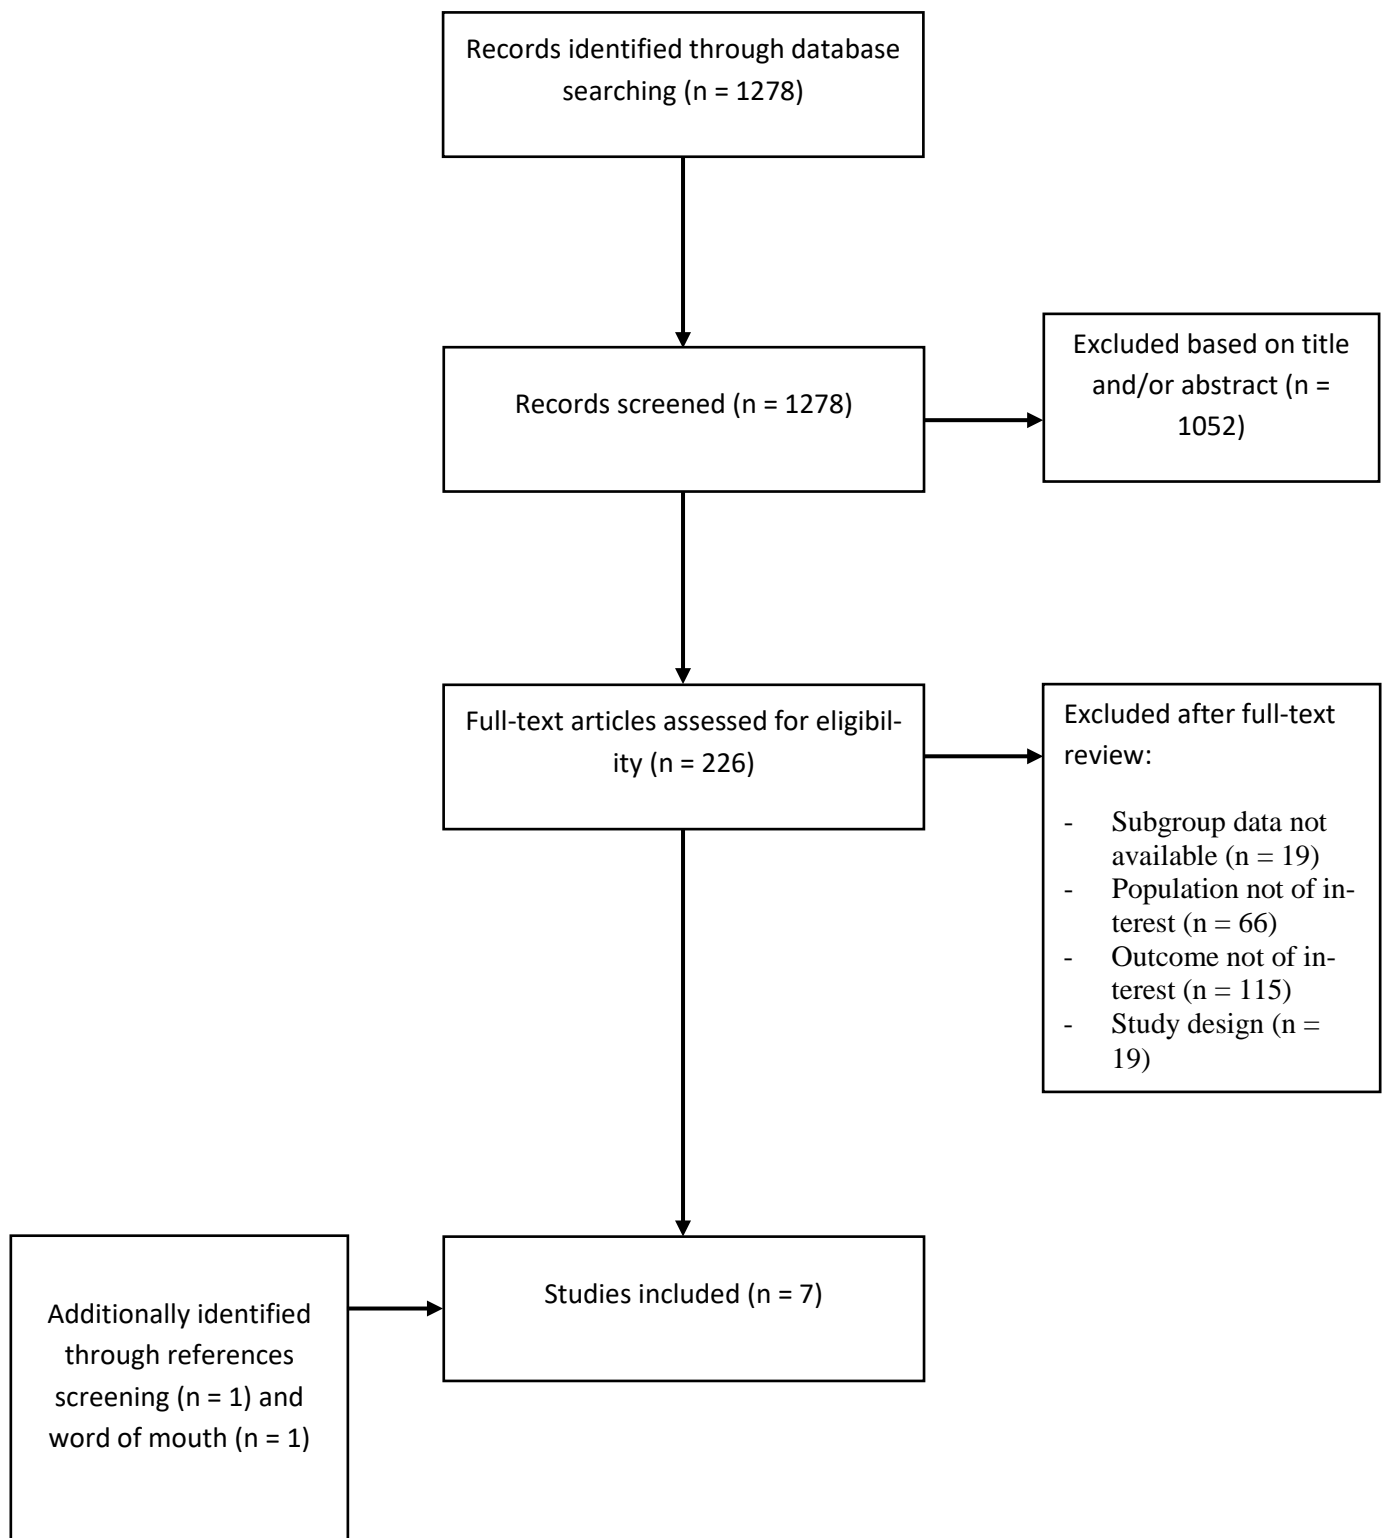 Records identified through database
searching (n = 1278)
Records screened (n = 1278)
Excluded based on title
and/or abstract (n =
1052)
Full-text articles assessed for eligibil-
ity (n = 226)
Excluded after full-text
review:
- Subgroup data not
available (n = 19)
- Population not of in-
terest (n = 66)
- Outcome not of in-
terest (n = 115)
- Study design (n =
19)
Studies included (n = 7)
Additionally identified
through references
screening (n = 1) and
word of mouth (n = 1)